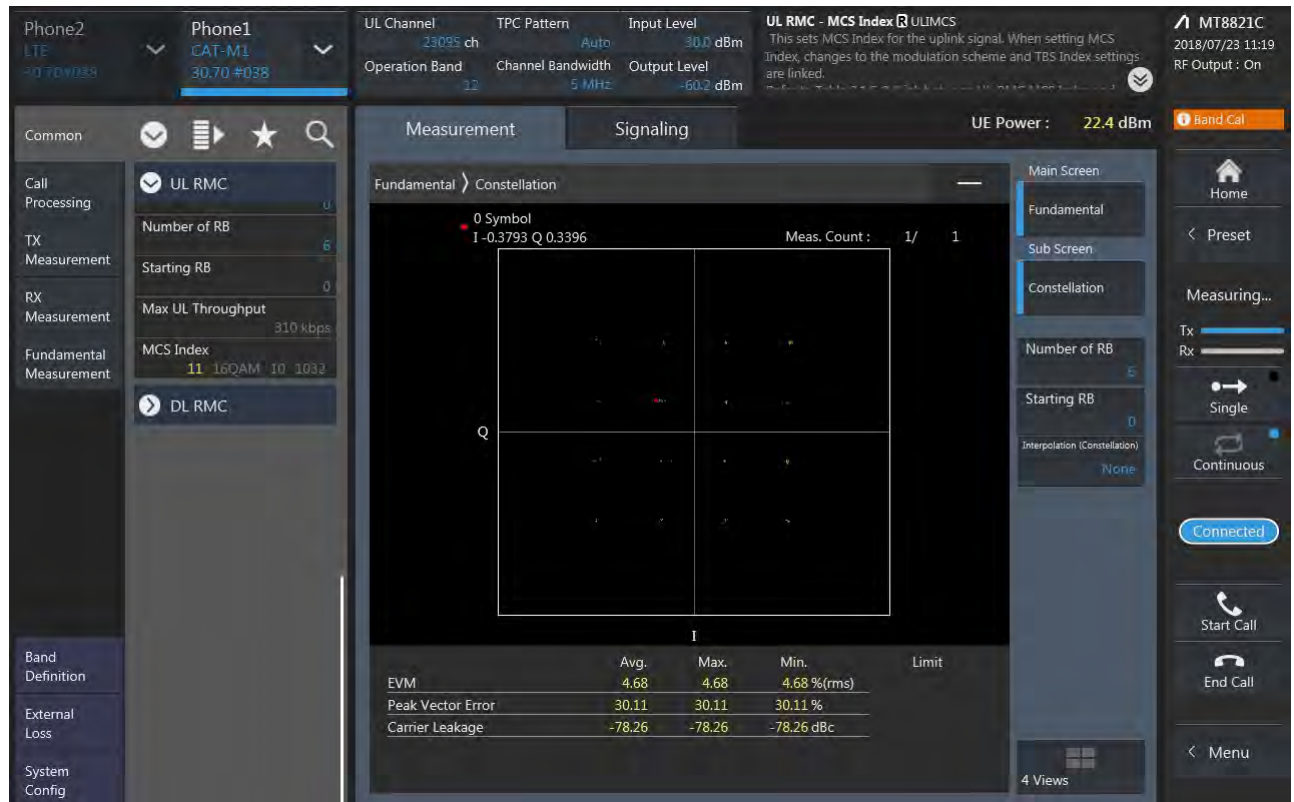 Phone2
LTE
Phone1
CAT-M1
30.70 #038
UL Channel
23095 ch
Operation Band
12
TPC Pattern
Auto
Channel Bandwidth
5 MHz
Input Level
30.0 dBm
Output Level
-60.2 dBm
UL RMC - MCS Index R ULIMCS
This sets MCS Index for the uplink signal. When setting MCS
Index, changes to the modulation scheme and TBS Index settings
are linked.
MT8821C
2018/07/23 11:19
RF Output : On
Common
Call
Processing
TX
Measurement
RX
Measurement
Fundamental
Measurement
Band
Definition
External
Loss
System
Config
UL RMC
0
Number of RB
6
Starting RB
0
Max UL Throughput
310 kbps
MCS Index
11 16QAM 10 1032
DL RMC
Measurement
Signaling
UE Power : 22.4 dBm
Fundamental 〉 Constellation
0 Symbol
I -0.3793 Q 0.3396
Meas. Count : 1/ 1
Q
I
Avg. Max. Min. Limit
EVM 4.68 4.68 4.68 %(rms)
Peak Vector Error 30.11 30.11 30.11 %
Carrier Leakage -78.26 -78.26 -78.26 dBc
Main Screen
Fundamental
Sub Screen
Constellation
Number of RB
6
Starting RB
0
Interpolation (Constellation)
None
4 Views
Band Cal
Home
< Preset
Measuring...
Tx
Rx
Single
Continuous
Connected
Start Call
End Call
< Menu